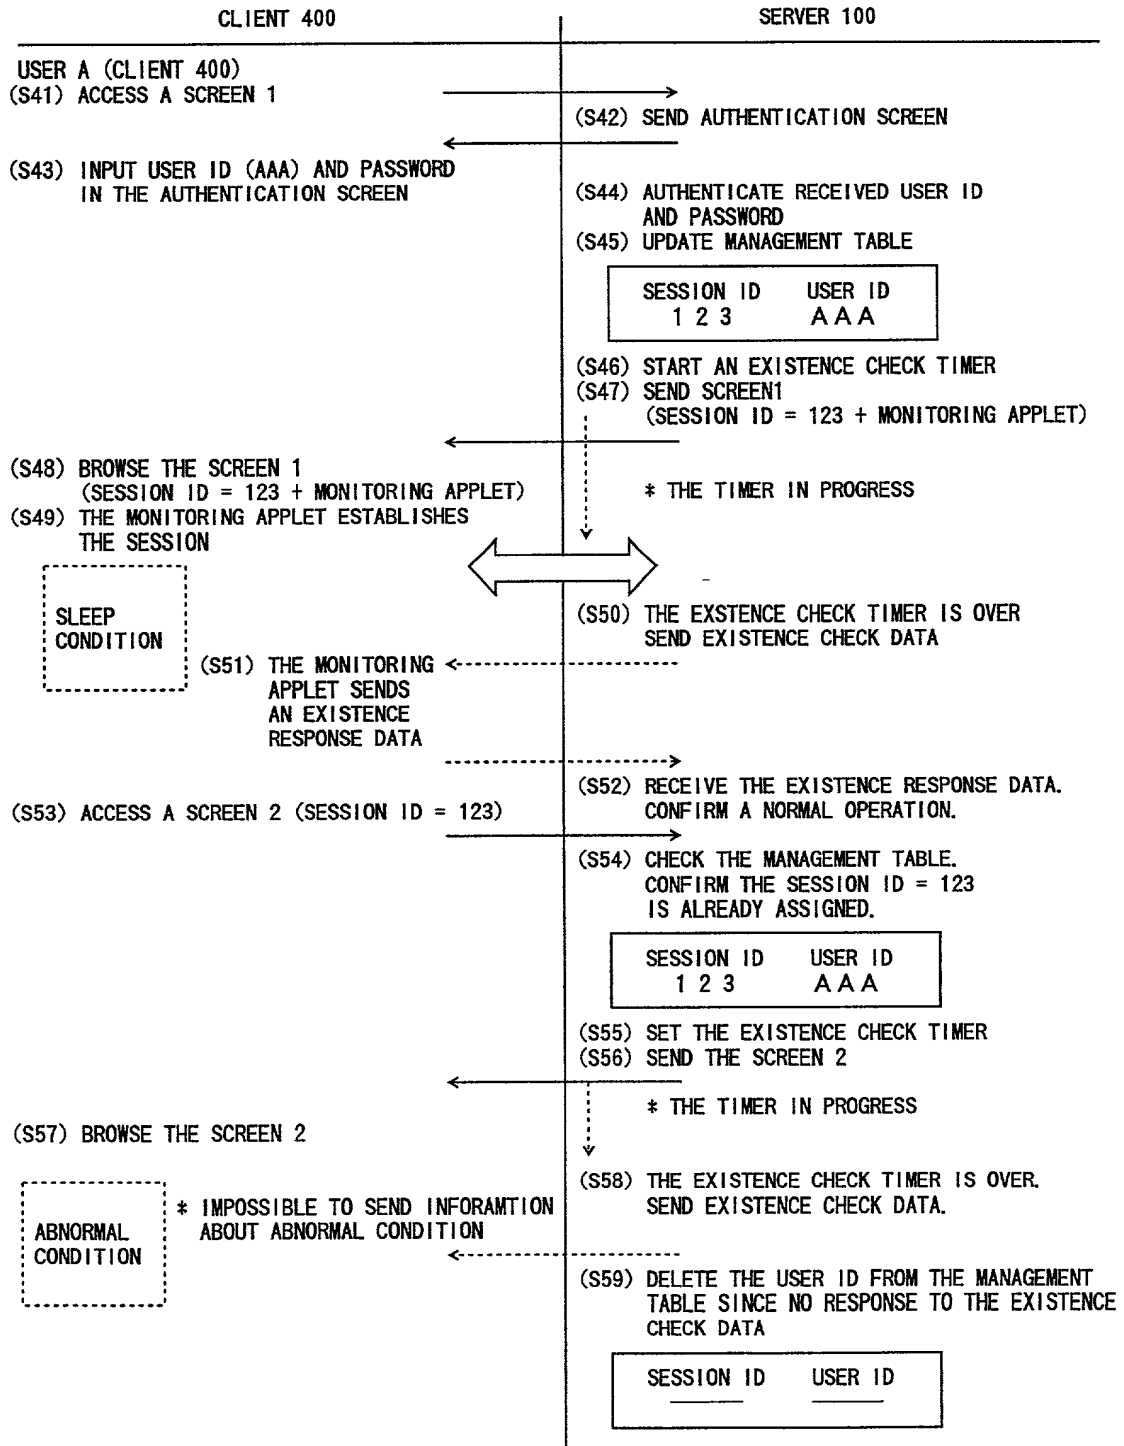 CLIENT 400
SERVER 100
USER A (CLIENT 400)
(S41) ACCESS A SCREEN 1
(S42) SEND AUTHENTICATION SCREEN
(S43) INPUT USER ID (AAA) AND PASSWORD
IN THE AUTHENTICATION SCREEN
(S44) AUTHENTICATE RECEIVED USER ID
AND PASSWORD
(S45) UPDATE MANAGEMENT TABLE
SESSION ID USER ID
1 2 3 A A A
(S46) START AN EXISTENCE CHECK TIMER
(S47) SEND SCREEN1
(SESSION ID = 123 + MONITORING APPLET)
(S48) BROWSE THE SCREEN 1
(SESSION ID = 123 + MONITORING APPLET)
* THE TIMER IN PROGRESS
(S49) THE MONITORING APPLET ESTABLISHES
THE SESSION
SLEEP
CONDITION
(S50) THE EXSTENCE CHECK TIMER IS OVER
SEND EXISTENCE CHECK DATA
(S51) THE MONITORING
APPLET SENDS
AN EXISTENCE
RESPONSE DATA
(S52) RECEIVE THE EXISTENCE RESPONSE DATA.
CONFIRM A NORMAL OPERATION.
(S53) ACCESS A SCREEN 2 (SESSION ID = 123)
(S54) CHECK THE MANAGEMENT TABLE.
CONFIRM THE SESSION ID = 123
IS ALREADY ASSIGNED.
SESSION ID USER ID
1 2 3 A A A
(S55) SET THE EXISTENCE CHECK TIMER
(S56) SEND THE SCREEN 2
* THE TIMER IN PROGRESS
(S57) BROWSE THE SCREEN 2
(S58) THE EXISTENCE CHECK TIMER IS OVER.
SEND EXISTENCE CHECK DATA.
* IMPOSSIBLE TO SEND INFORAMTION
ABOUT ABNORMAL CONDITION
ABNORMAL
CONDITION
(S59) DELETE THE USER ID FROM THE MANAGEMENT
TABLE SINCE NO RESPONSE TO THE EXISTENCE
CHECK DATA
SESSION ID USER ID